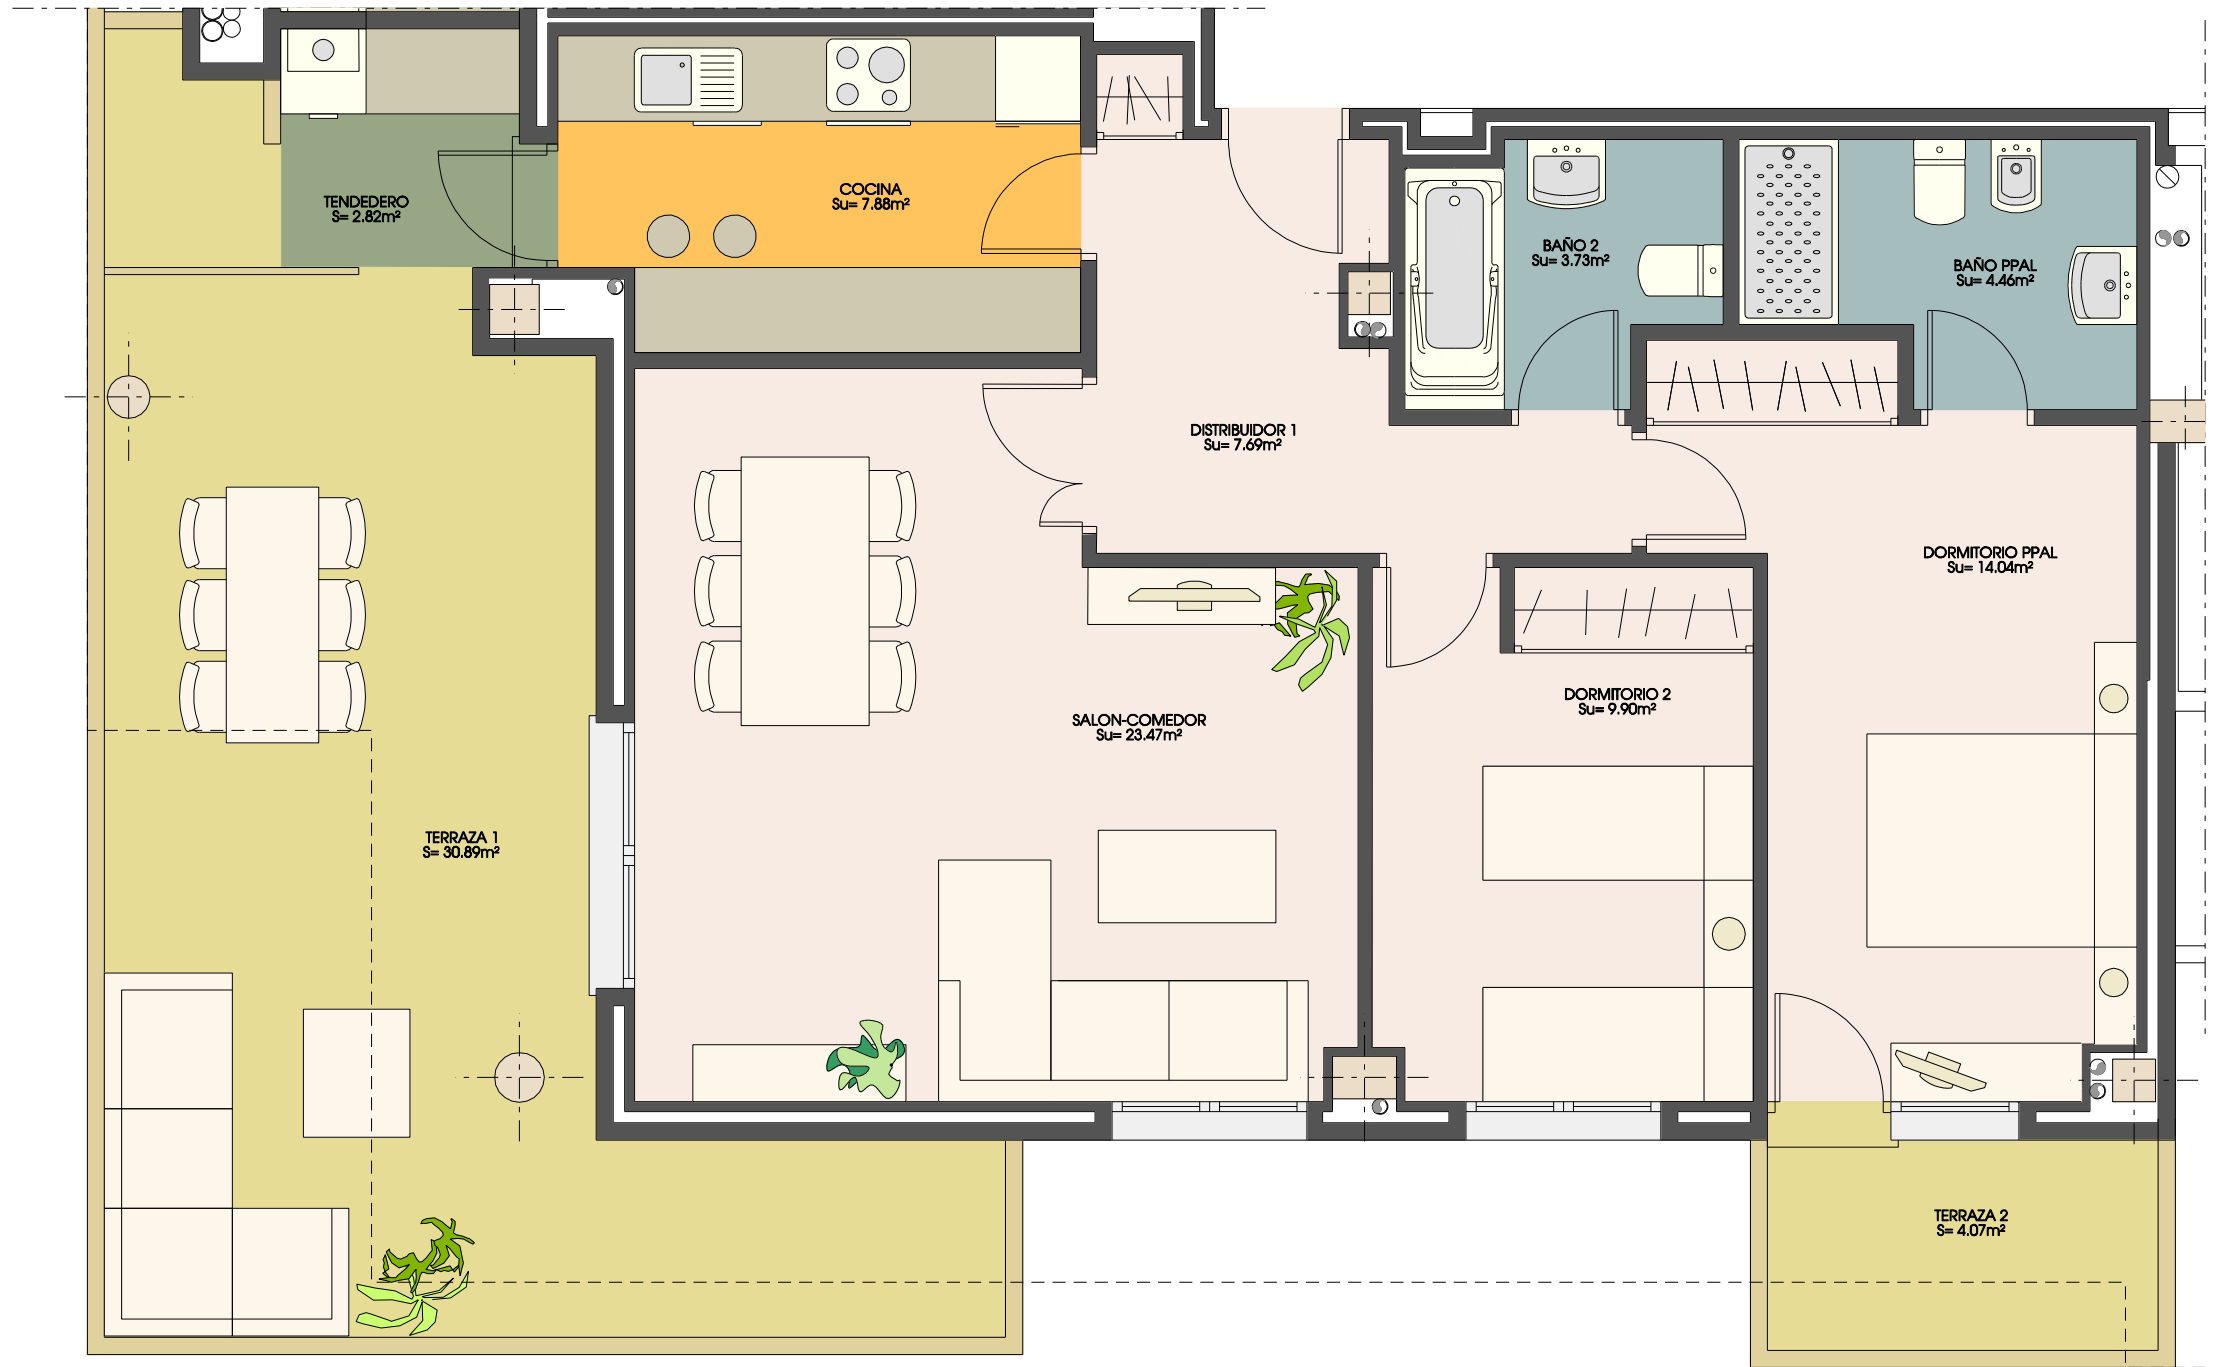 TENDEDERO
S= 2.82m²
COCINA
Su= 7.88m²
BAÑO 2
Su= 3.73m²
BAÑO PPAL
Su= 4.46m²
DISTRIBUIDOR 1
Su= 7.69m²
DORMITORIO PPAL
Su= 14.04m²
DORMITORIO 2
Su= 9.90m²
SALON-COMEDOR
Su= 23.47m²
TERRAZA 1
S= 30.89m²
TERRAZA 2
S= 4.07m²